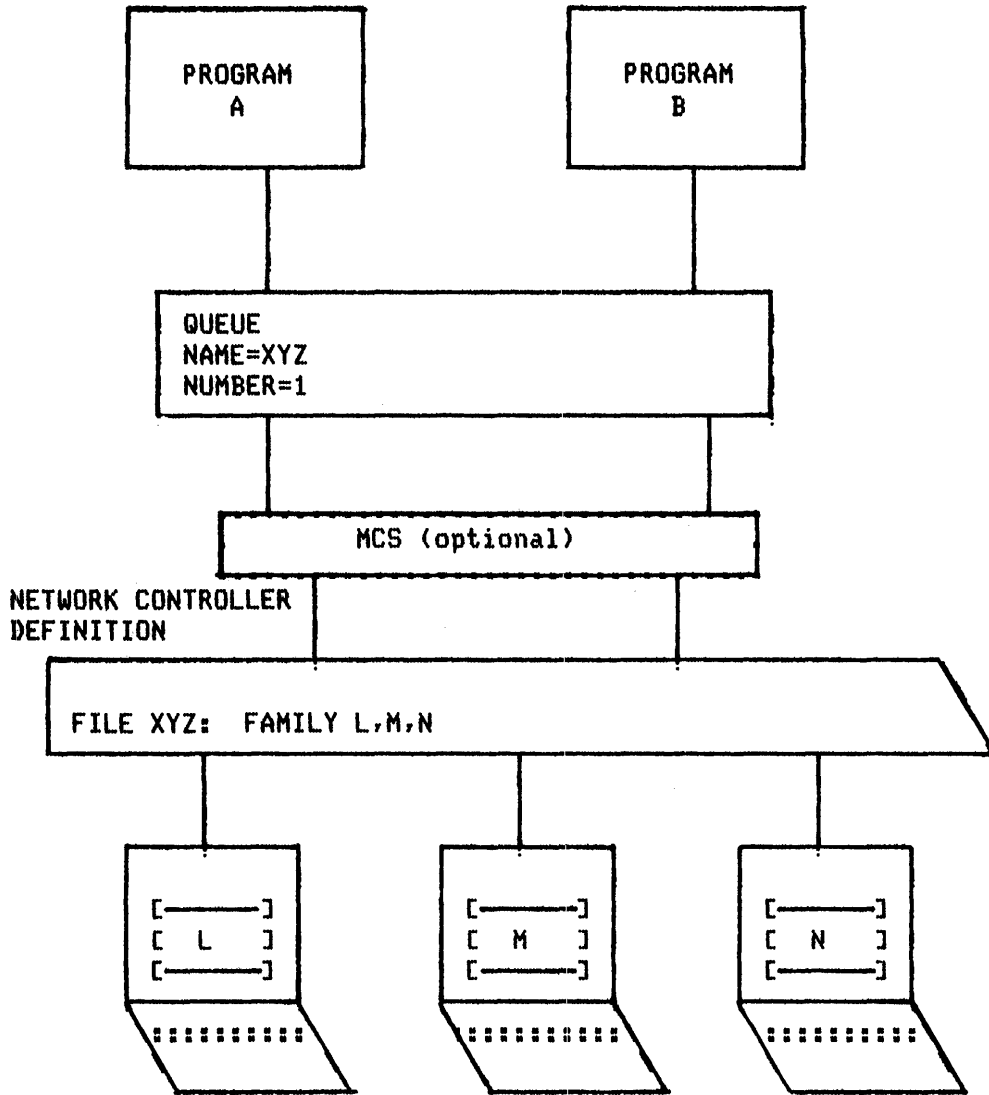 PROGRAM
A
PROGRAM
B
QUEUE
NAME=XYZ
NUMBER=1
MCS (optional)
NETWORK CONTROLLER
DEFINITION
FILE XYZ: FAMILY L,M,N
L
M
N